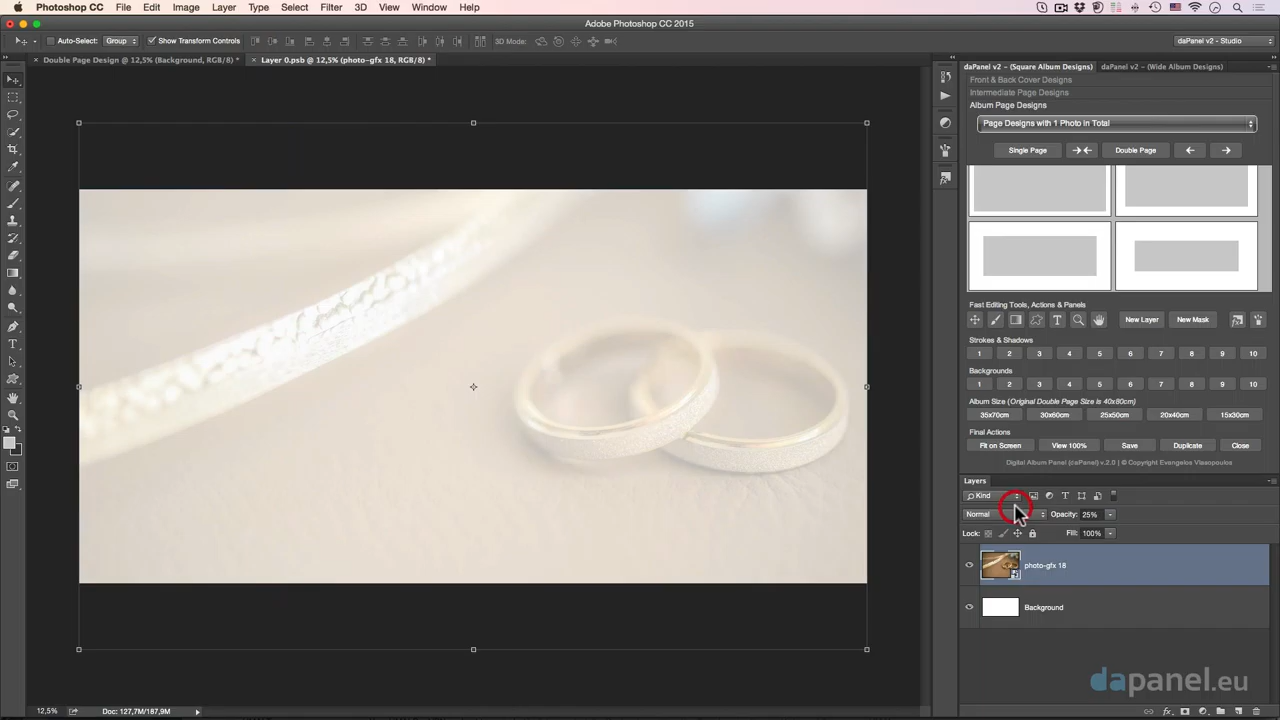 Photoshop CC File Edit Image Layer Type Select Filter 3D View Window Help
Adobe Photoshop CC 2015
Auto-Select: Group Show Transform Controls 3D Mode: daPanel v2 - Studio
Double Page Design @ 12,5% (Background, RGB/8) * Layer 0.psb @ 12,5% (photo-gfx 18, RGB/8) *
daPanel v2 – (Square Album Designs) daPanel v2 – (Wide Album Designs)
Front & Back Cover Designs
Intermediate Page Designs
Album Page Designs
Page Designs with 1 Photo in Total
Single Page Double Page
Fast Editing Tools, Actions & Panels
New Layer New Mask
Strokes & Shadows
1 2 3 4 5 6 7 8 9 10
Backgrounds
1 2 3 4 5 6 7 8 9 10
Album Size (Original Double Page Size is 40x80cm)
35x70cm 30x60cm 25x50cm 20x40cm 15x30cm
Final Actions
Fit on Screen View 100% Save Duplicate Close
Digital Album Panel (daPanel) v.2.0 | © Copyright Evangelos Vlasopoulos
Layers
Kind
Normal Opacity: 25%
Lock: Fill: 100%
photo-gfx 18
Background
dapanel.eu
12,5% Doc: 127,7M/187,9M